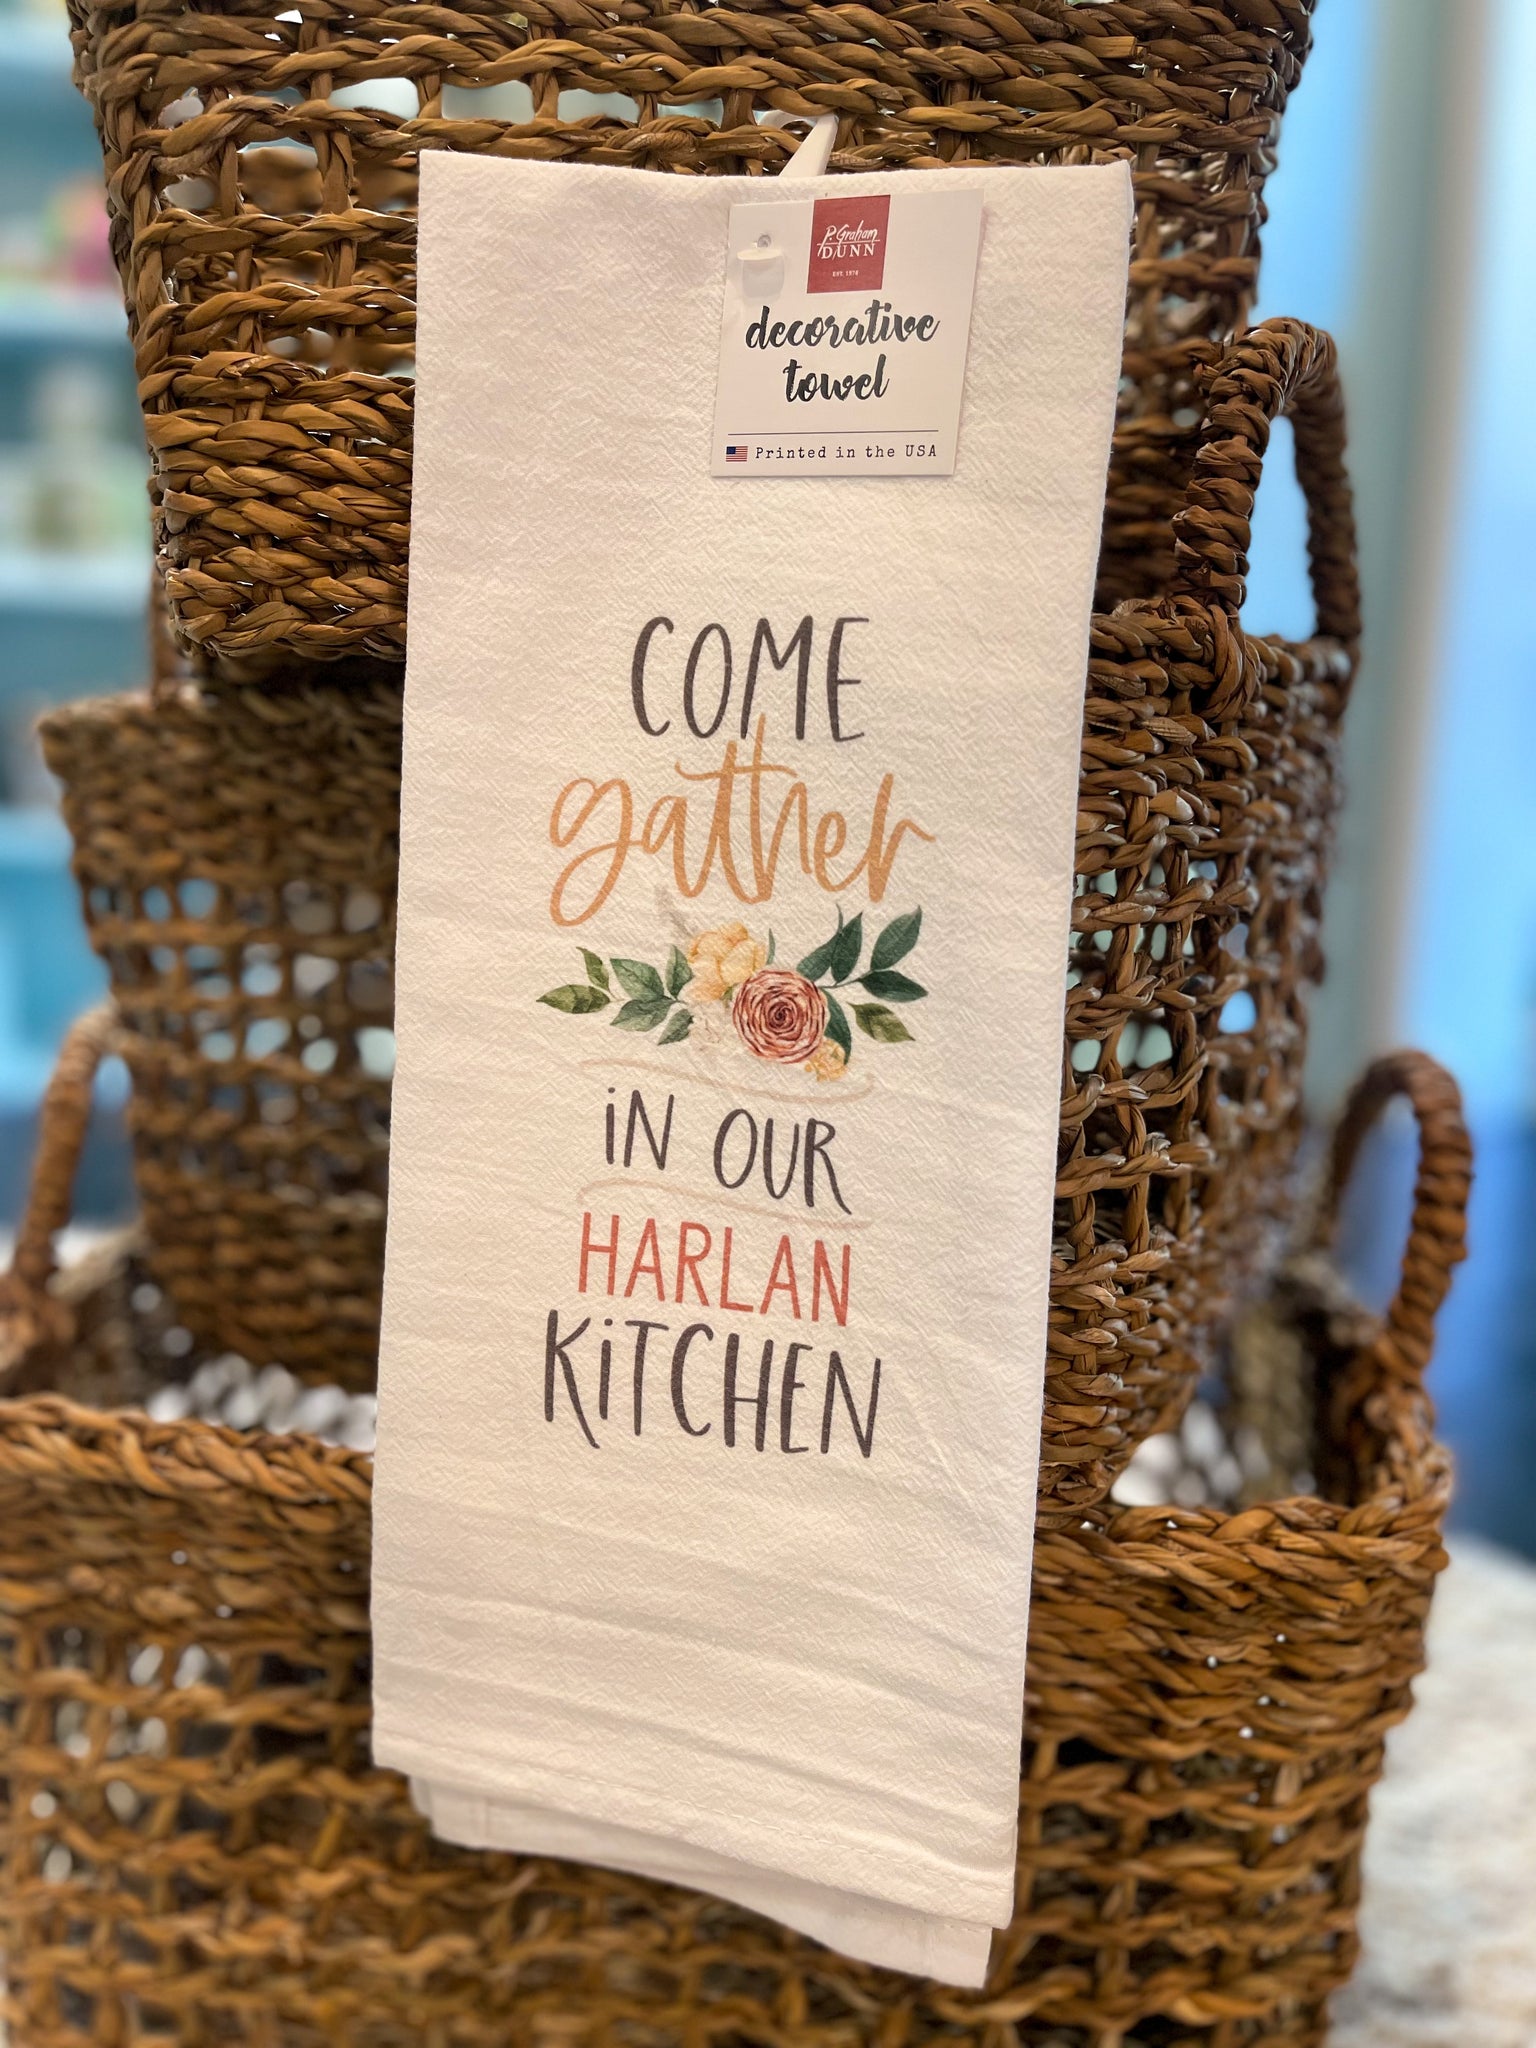 P. Graham
DUNN
EST. 1976
decorative
towel
Printed in the USA
COME
gather
iN OUR
HARLAN
KiTCHEN